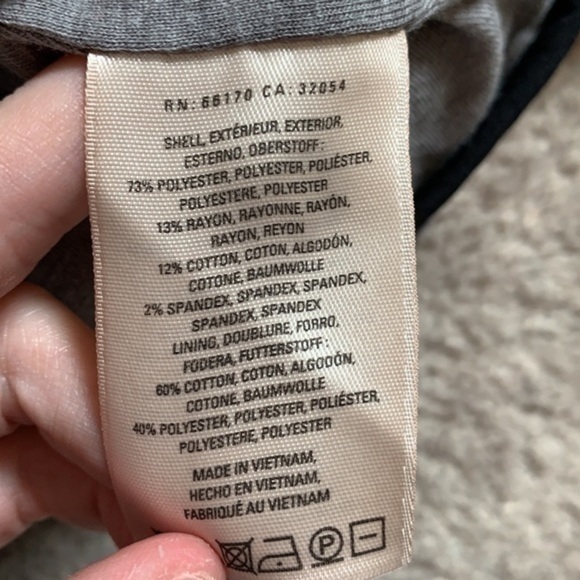 RN: 66170 CA: 32054
SHELL, EXTÉRIEUR, EXTERIOR,
ESTERNO, OBERSTOFF:
73% POLYESTER, POLYESTER, POLIÉSTER,
POLYESTERE, POLYESTER
13% RAYON, RAYONNE, RAYÓN,
RAYON, REYON
12% COTTON, COTON, ALGODÓN,
COTONE, BAUMWOLLE
2% SPANDEX, SPANDEX, SPANDEX,
SPANDEX, SPANDEX
LINING, DOUBLURE, FORRO,
FODERA, FUTTERSTOFF:
60% COTTON, COTON, ALGODÓN,
COTONE, BAUMWOLLE
40% POLYESTER, POLYESTER, POLIÉSTER,
POLYESTERE, POLYESTER
MADE IN VIETNAM,
HECHO EN VIETNAM,
FABRIQUÉ AU VIETNAM
P